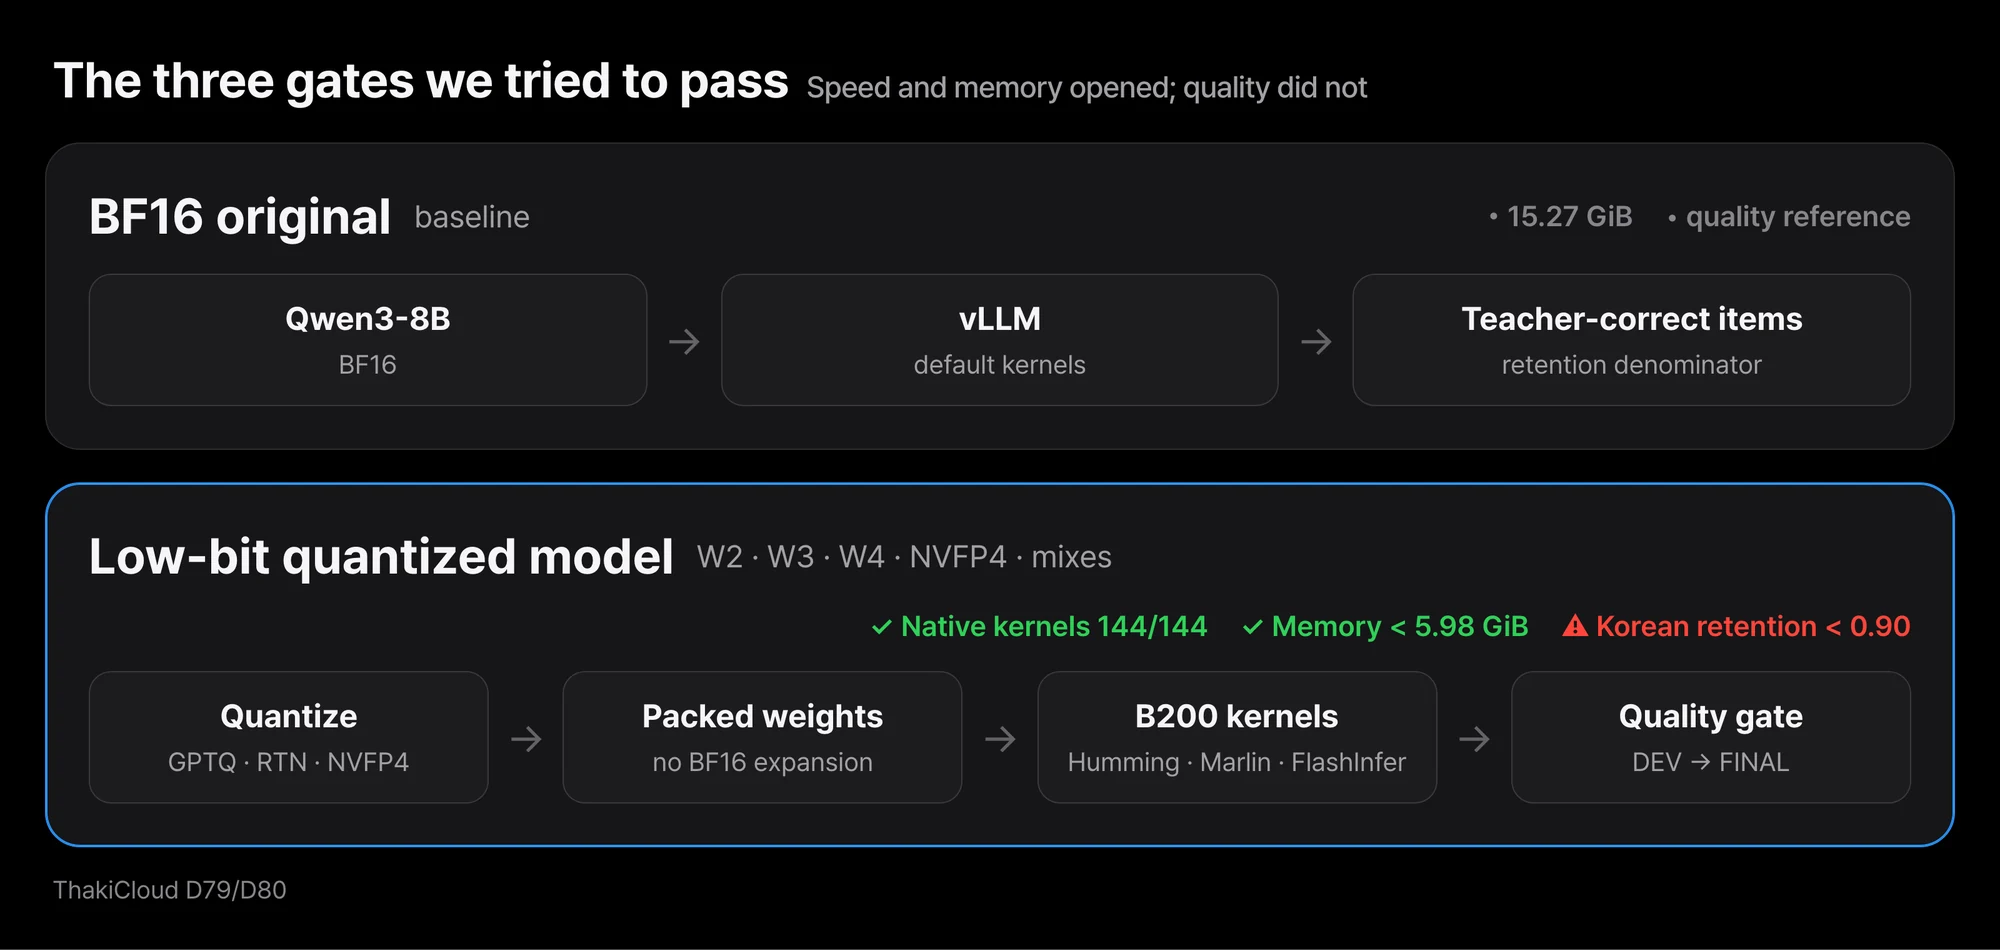 The three gates we tried to pass Speed and memory opened; quality did not
BF16 original baseline
• 15.27 GiB • quality reference
Qwen3-8B
BF16
→
vLLM
default kernels
→
Teacher-correct items
retention denominator
Low-bit quantized model W2 · W3 · W4 · NVFP4 · mixes
✓ Native kernels 144/144 ✓ Memory < 5.98 GiB ⚠ Korean retention < 0.90
Quantize
GPTQ · RTN · NVFP4
→
Packed weights
no BF16 expansion
→
B200 kernels
Humming · Marlin · FlashInfer
→
Quality gate
DEV → FINAL
ThakiCloud D79/D80